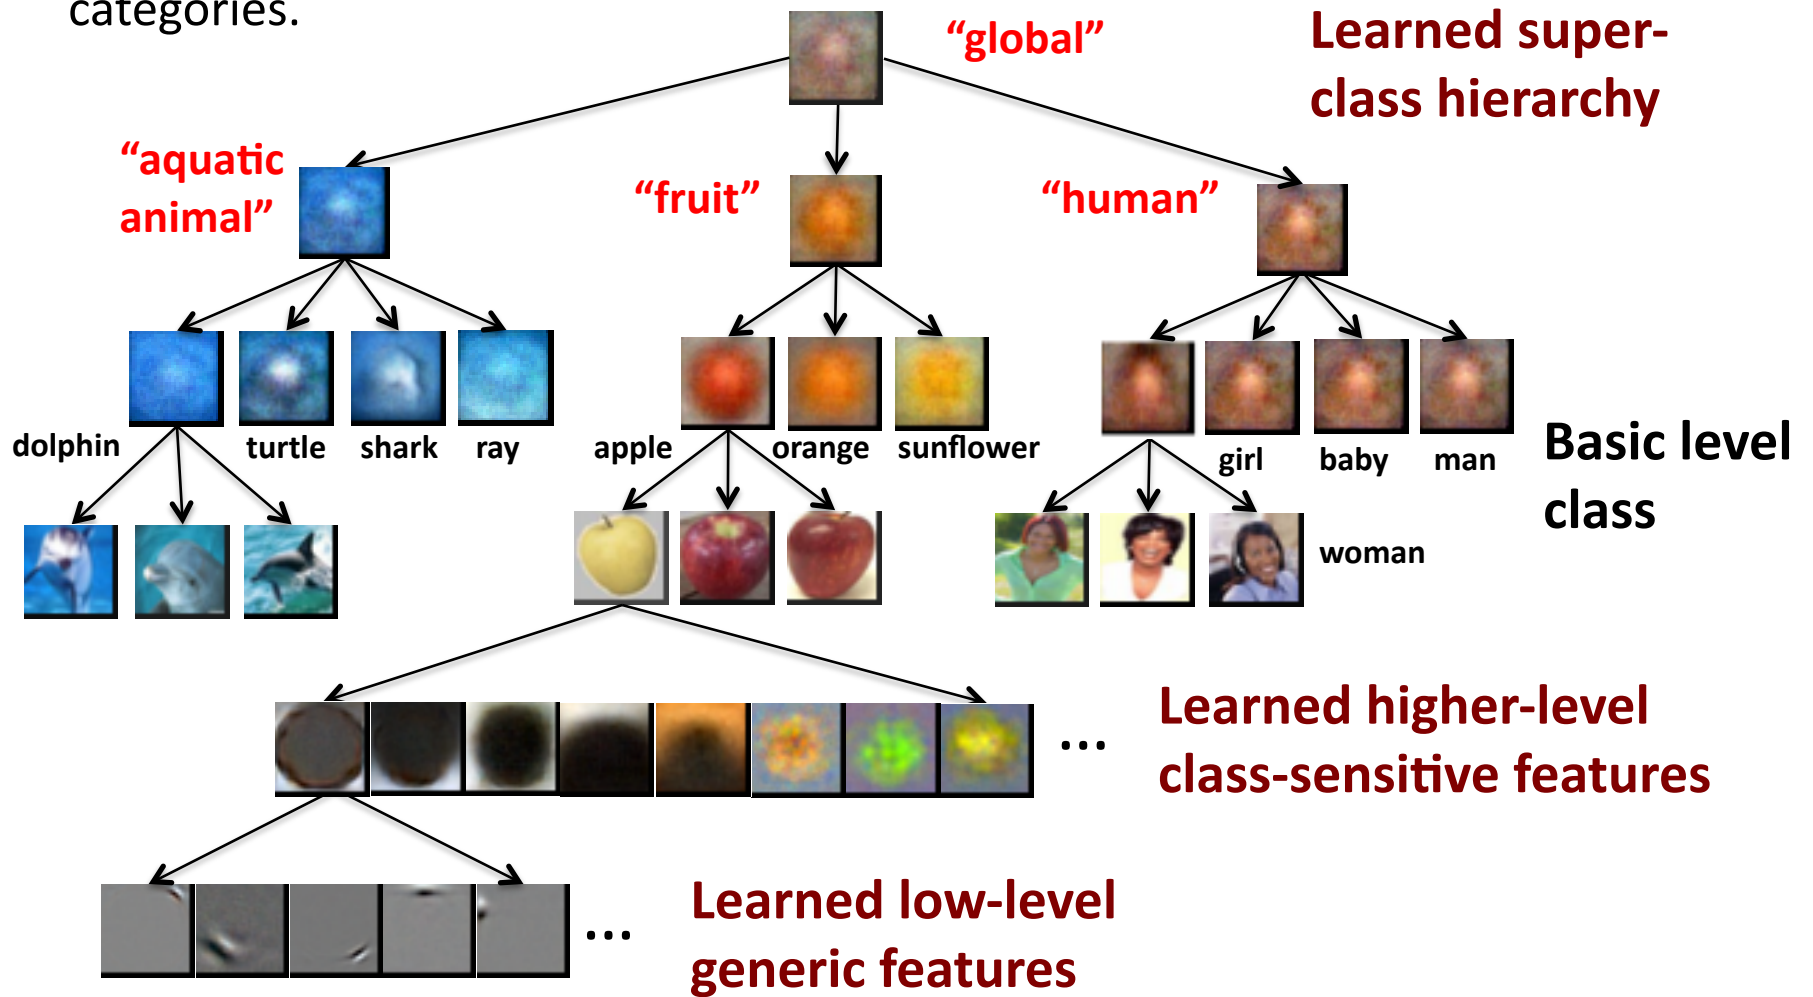 categories.
“global”
Learned super-
class hierarchy
“aquatic
animal”
“fruit”
“human”
dolphin
turtle
shark
ray
apple
orange
sunflower
girl
baby
man
Basic level
class
woman
Learned higher-level
class-sensitive features
...
Learned low-level
generic features
...